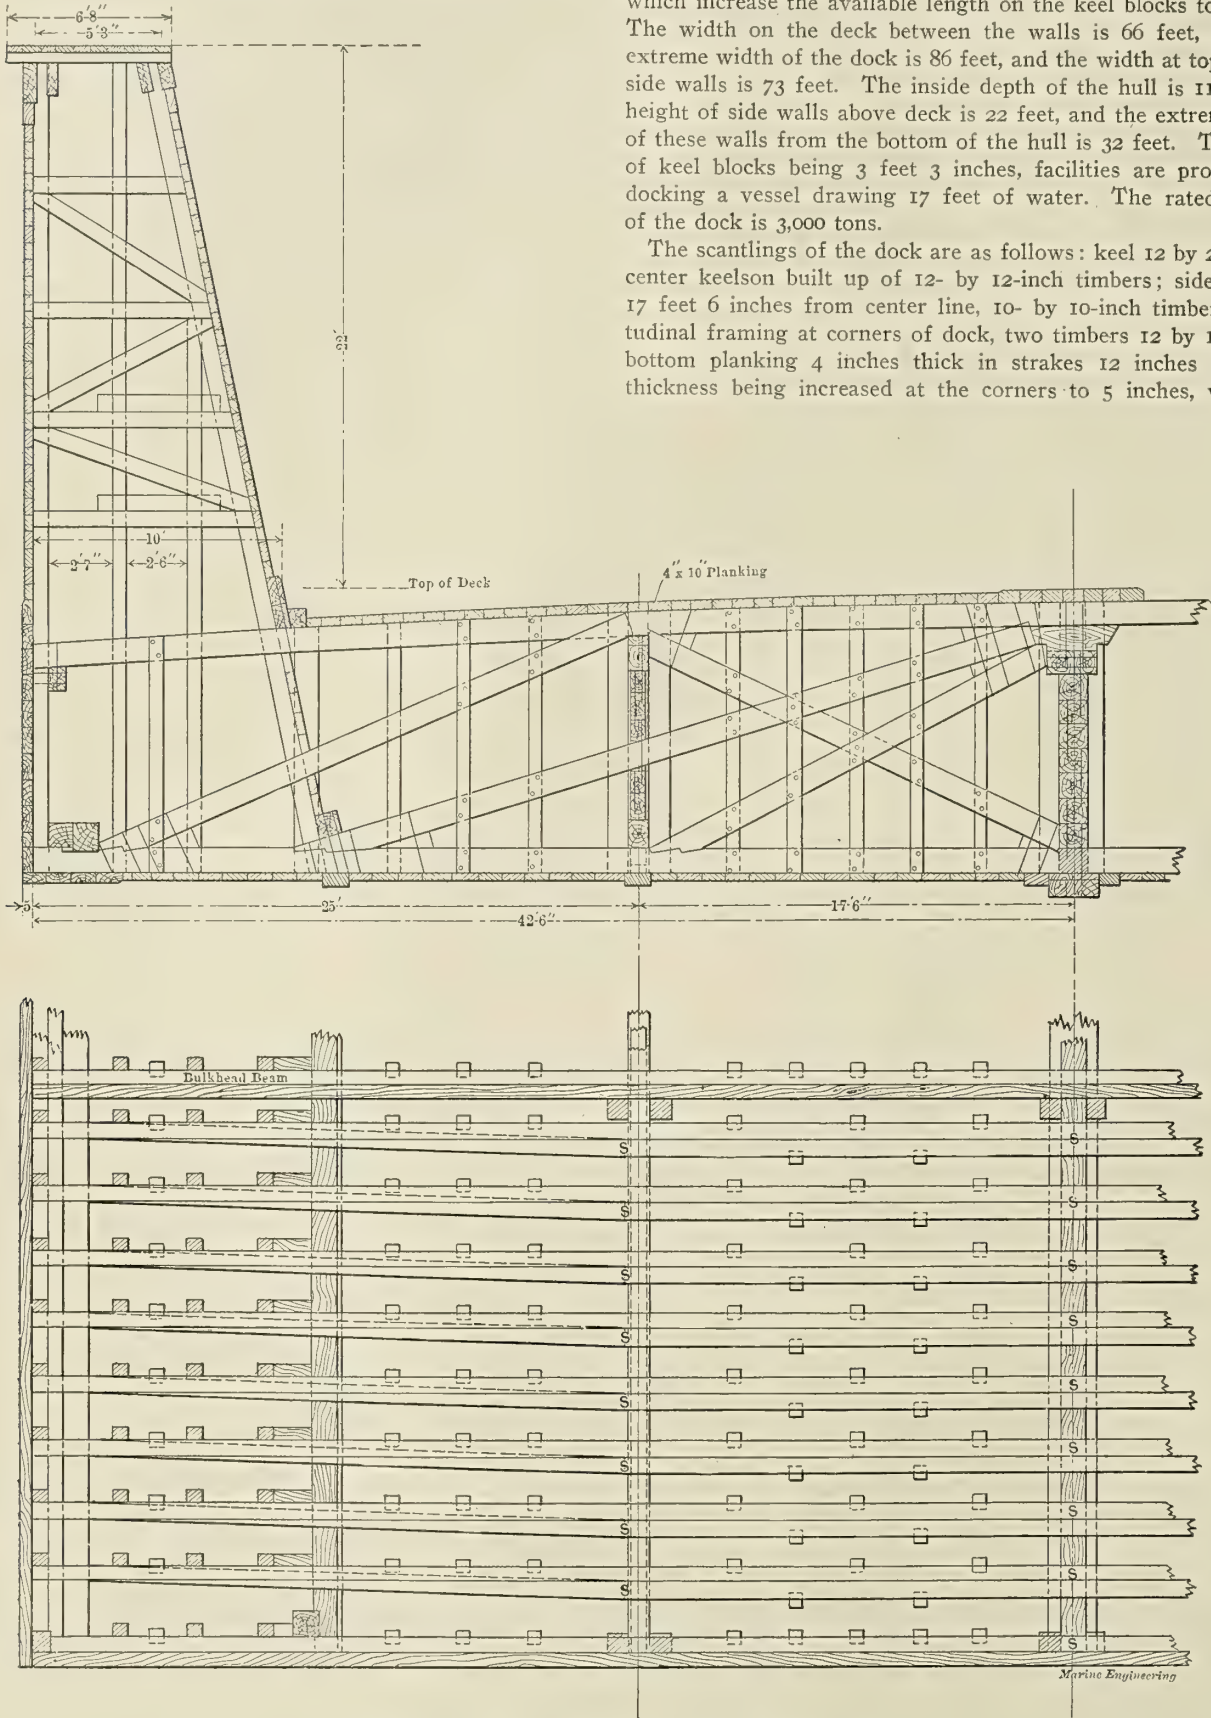 which increase the available length on the keel blocks to
The width on the deck between the walls is 66 feet,
extreme width of the dock is 86 feet, and the width at
side walls is 73 feet. The inside depth of the hull is
height of side walls above deck is 22 feet, and the
of these walls from the bottom of the hull is 32 feet.
of keel blocks being 3 feet 3 inches, facilities are
docking a vessel drawing 17 feet of water. The rated
of the dock is 3,000 tons.
The scantlings of the dock are as follows: keel 12 by
center keelson built up of 12- by 12-inch timbers; side
17 feet 6 inches from center line, 10- by 10-inch
tudinal framing at corners of dock, two timbers 12 by
bottom planking 4 inches thick in strakes 12 inches
thickness being increased at the corners to 5 inches,
6'8"
5'3"
10'
2'7" 2'6"
Top of Deck
4" x 10" Planking
5" 25' 17'6"
42'6"
Bulkhead Beam
S S
S S
S S
S S
S S
S S
S S
S S
S
Marine Engineering